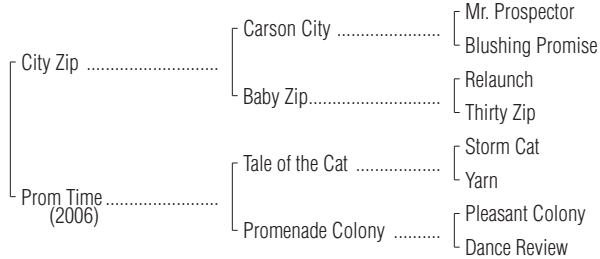 Mr. Prospector
Carson City ....................
Blushing Promise
City Zip ..........................
Relaunch
Baby Zip.........................
Thirty Zip
Storm Cat
Tale of the Cat ................
Yarn
Prom Time ......................
(2006)
Pleasant Colony
Promenade Colony .........
Dance Review